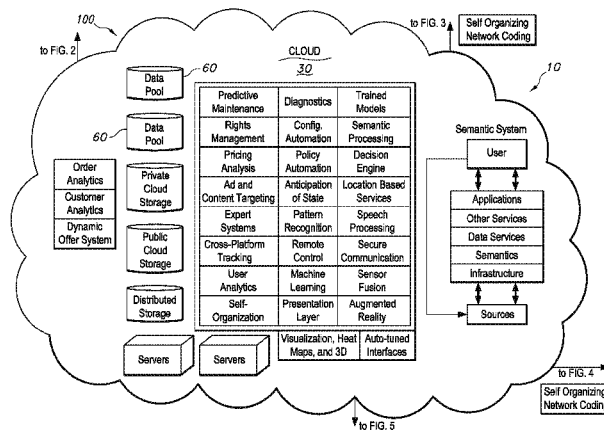 to FIG. 2
100
to FIG. 3
Self Organizing
Network Coding
10
CLOUD
30
60
Data
Pool
60
Data
Pool
Private
Cloud
Storage
Public
Cloud
Storage
Distributed
Storage
Order
Analytics
Customer
Analytics
Dynamic
Offer System
Predictive
Maintenance
Diagnostics
Trained
Models
Rights
Management
Config.
Automation
Semantic
Processing
Pricing
Analysis
Policy
Automation
Decision
Engine
Ad and
Content Targeting
Anticipation
of State
Location Based
Services
Expert
Systems
Pattern
Recognition
Speech
Processing
Cross-Platform
Tracking
Remote
Control
Secure
Communication
User
Analytics
Machine
Learning
Sensor
Fusion
Self-
Organization
Presentation
Layer
Augmented
Reality
Visualization, Heat
Maps, and 3D
Auto-tuned
Interfaces
Servers
Servers
Semantic System
User
Applications
Other Services
Data Services
Semantics
Infrastructure
Sources
to FIG. 4
Self Organizing
Network Coding
to FIG. 5